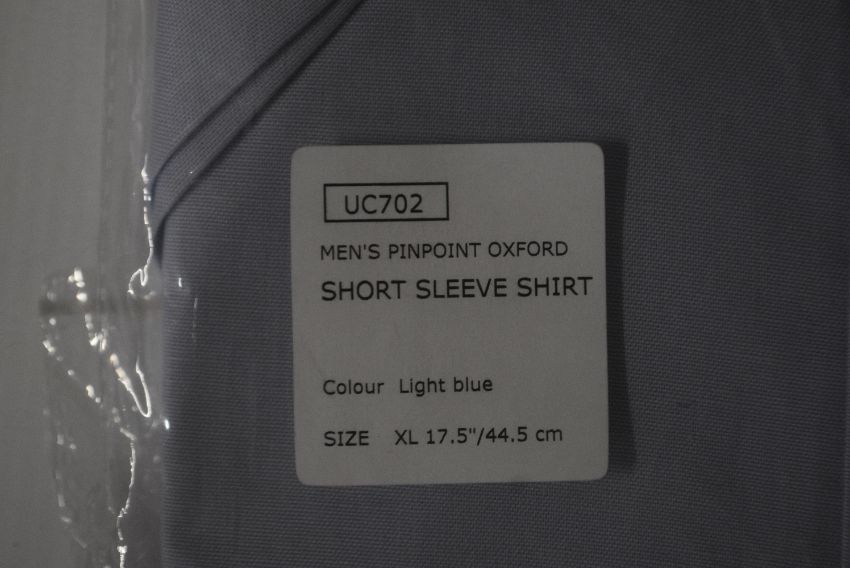 UC702
MEN'S PINPOINT OXFORD
SHORT SLEEVE SHIRT
Colour Light blue
SIZE XL 17.5"/44.5 cm